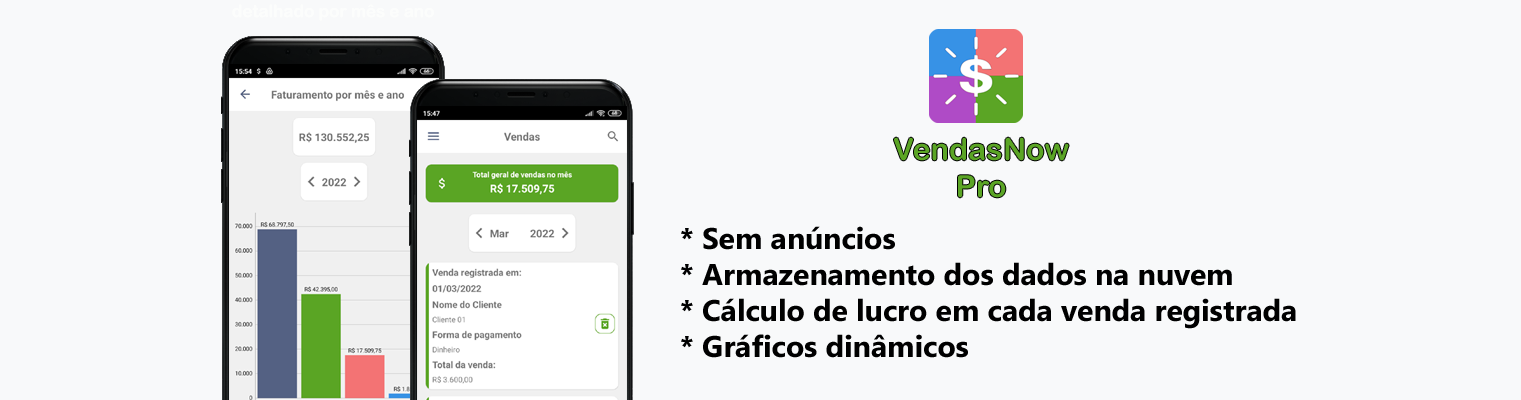 detalhado por mês e ano
15:54 $
Faturamento por mês e ano
R$ 130.552,25
2022
70.000
R$ 68.797,50
60.000
50.000
R$ 42.395,00
40.000
30.000
20.000
R$ 17.509,75
10.000
R$ 1.8
0
15:47
Vendas
$
Total geral de vendas no mês
R$ 17.509,75
Mar 2022
Venda registrada em:
01/03/2022
Nome do Cliente
Cliente 01
Forma de pagamento
Dinheiro
Total da venda:
R$ 3.600,00
$
VendasNow
Pro
* Sem anúncios
* Armazenamento dos dados na nuvem
* Cálculo de lucro em cada venda registrada
* Gráficos dinâmicos